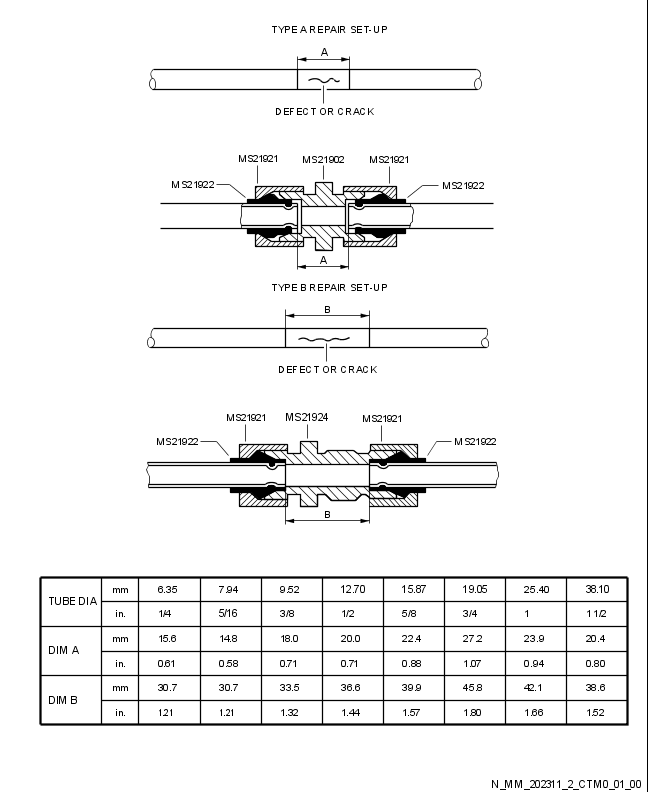 TYPE A REPAIR SET-UP
A
DEFECT OR CRACK
MS21921 MS21902 MS21921
MS21922 MS21922
A
TYPE B REPAIR SET-UP
B
DEFECT OR CRACK
MS21921 MS21924 MS21921
MS21922 MS21922
B
TUBE DIA mm 6.35 7.94 9.52 12.70 15.87 19.05 25.40 38.10
in. 1/4 5/16 3/8 1/2 5/8 3/4 1 1 1/2
DIM A mm 15.6 14.8 18.0 20.0 22.4 27.2 23.9 20.4
in. 0.61 0.58 0.71 0.71 0.88 1.07 0.94 0.80
DIM B mm 30.7 30.7 33.5 36.6 39.9 45.8 42.1 38.6
in. 1.21 1.21 1.32 1.44 1.57 1.80 1.66 1.52
N_MM_202311_2_CTM0_01_00